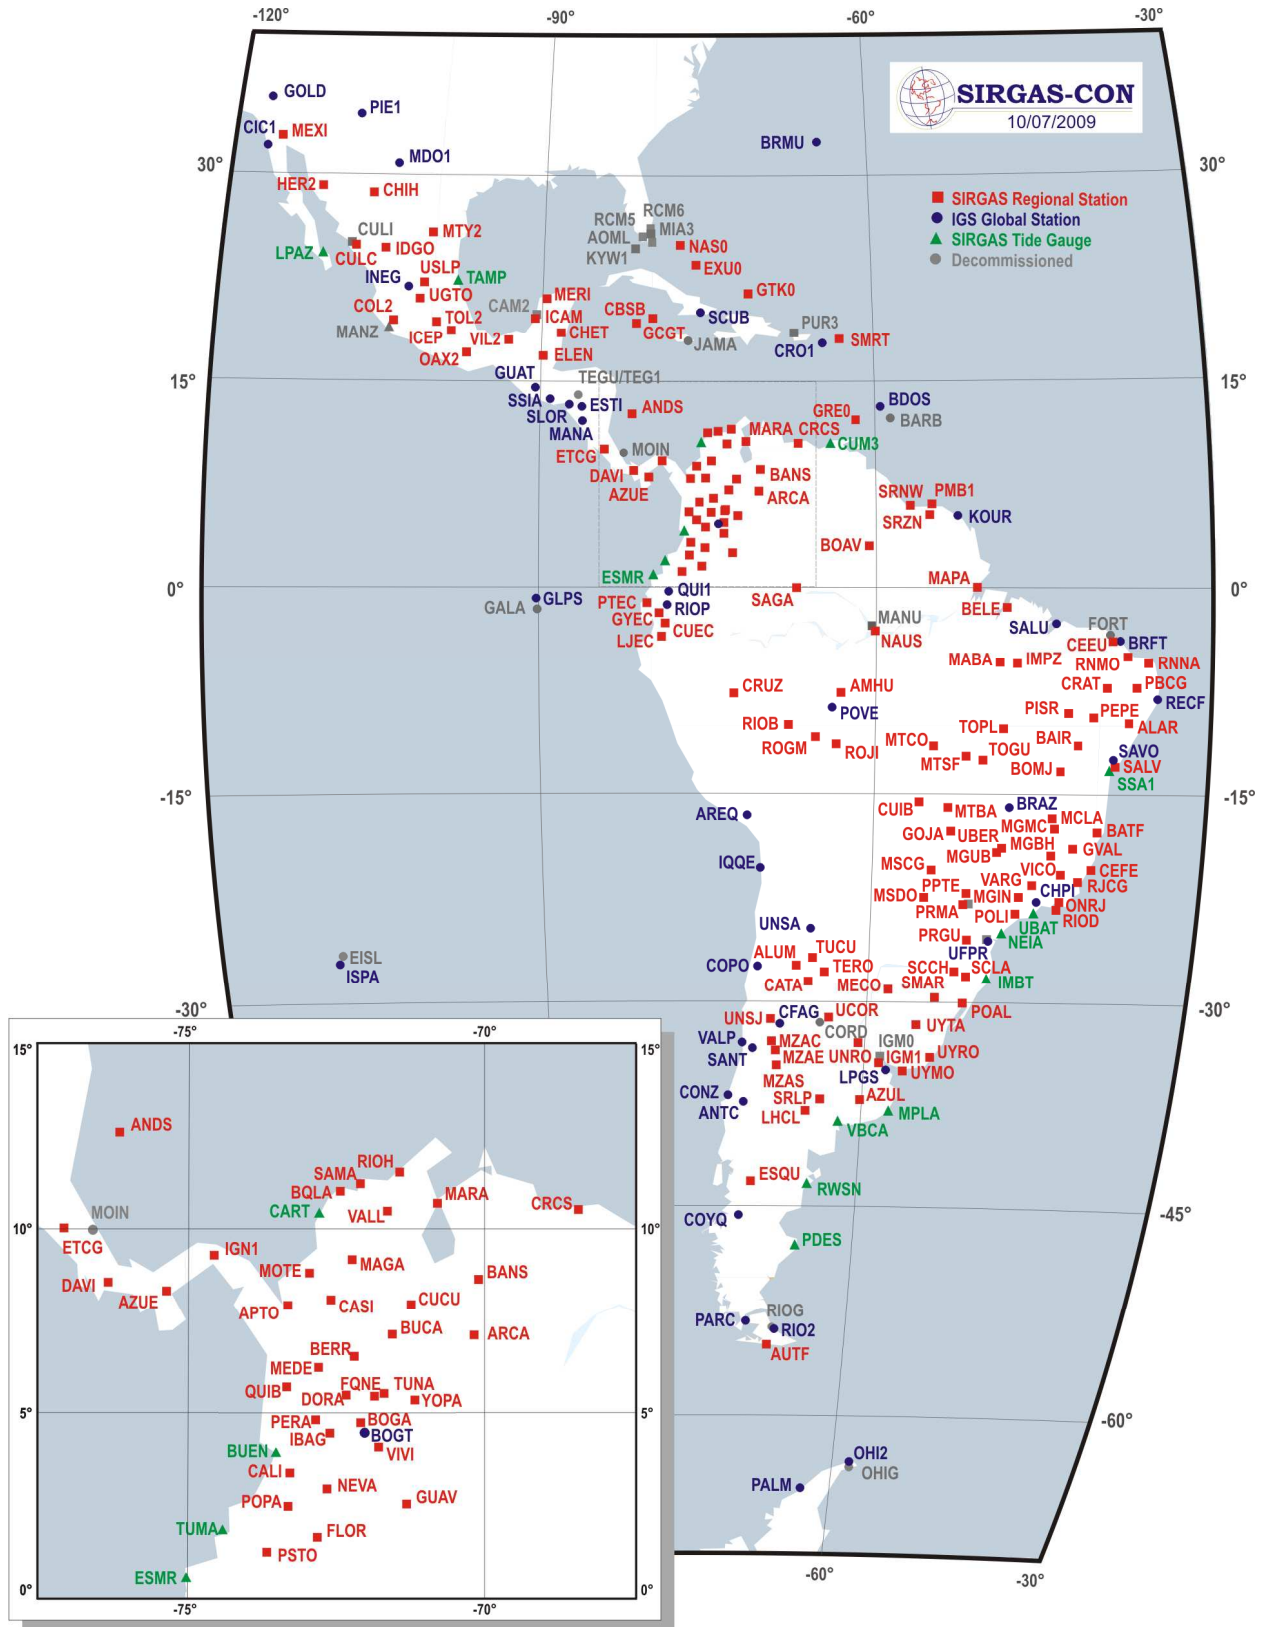 -120°
-90°
-60°
-30°
SIRGAS-CON
10/07/2009
SIRGAS Regional Station
IGS Global Station
SIRGAS Tide Gauge
Decommissioned
GOLD
PIE1
CIC1
MEXI
BRMU
MDO1
30°
30°
HER2
CHIH
RCM6
RCM5
CULI
MTY2
MIA3
AOML
LPAZ
CULC
IDGO
NAS0
KYW1
USLP
EXU0
INEG
TAMP
UGTO
MERI
GTK0
COL2
CAM2
CBSB
TOL2
ICAM
SCUB
MANZ
ICEP
VIL2
CHET
GCGT
PUR3
JAMA
CRO1
SMRT
OAX2
ELEN
GUAT
TEGU/TEG1
15°
15°
SSIA
ESTI
ANDS
BDOS
SLOR
GRE0
BARB
MANA
MARA
CRCS
CUM3
ETCG
MOIN
DAVI
BANS
AZUE
ARCA
SRNW
PMB1
SRZN
KOUR
BOAV
ESMR
MAPA
0°
0°
QUI1
GLPS
PTEC
SAGA
GALA
RIOP
BELE
GYEC
MANU
SALU
FORT
CUEC
LJEC
NAUS
CEEU
BRFT
MABA
IMPZ
RNMO
RNNA
CRUZ
AMHU
CRAT
PBCG
RECF
POVE
PISR
PEPE
RIOB
TOPL
ALAR
ROGM
ROJI
MTCO
TOGU
BAIR
SAVO
MTSF
BOMJ
SALV
SSA1
-15°
-15°
AREQ
CUIB
MTBA
BRAZ
MCLA
GOJA
UBER
MGMC
BATF
MGBH
GVAL
IQQE
MSCG
MGUB
VICO
CEFE
MSDO
PPTE
VARG
CHPI
RJCG
MGIN
PRMA
POLI
ONRJ
RIOD
UNSA
UBAT
PRGU
NEIA
TUCU
UFPR
ALUM
EISL
COPO
TERO
SCCH
SCLA
ISPA
CATA
MECO
SMAR
IMBT
-30°
-30°
UNSJ
CFAG
UCOR
POAL
CORD
UYTA
VALP
MZAC
IGM0
SANT
MZAE
UNRO
IGM1
UYRO
MZAS
LPGS
UYMO
CONZ
SRLP
AZUL
ANTC
LHCL
MPLA
VBCA
ESQU
RWSN
COYQ
-45°
PDES
PARC
RIOG
RIO2
AUTF
-60°
OHI2
OHIG
PALM
-60°
-30°
-75°
-70°
15°
15°
ANDS
RIOH
SAMA
BQLA
MARA
CRCS
CART
VALL
MOIN
10°
10°
ETCG
IGN1
MAGA
DAVI
MOTE
BANS
AZUE
APTO
CASI
CUCU
BUCA
ARCA
BERR
MEDE
QUIB
FQNE
TUNA
DORA
YOPA
5°
5°
PERA
BOGA
IBAG
BOGT
BUEN
VIVI
CALI
NEVA
POPA
GUAV
TUMA
FLOR
PSTO
ESMR
0°
0°
-75°
-70°